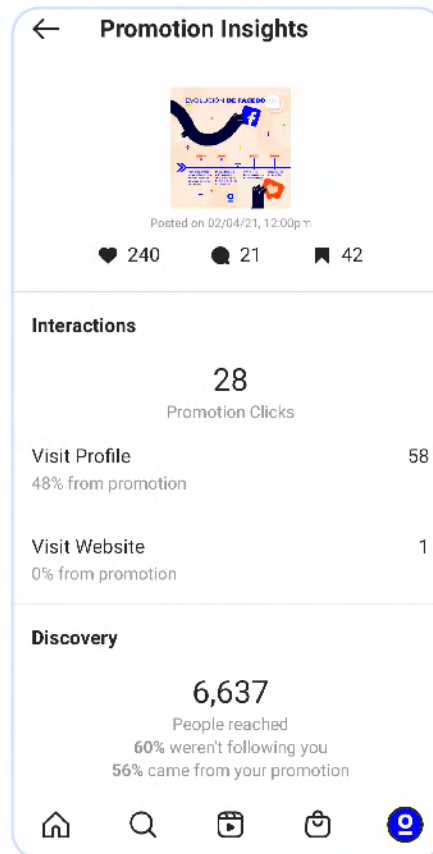 Promotion Insights
EVOLUCIÓN DE FACEBOOK
Posted on 02/04/21, 12:00pm
240 21 42
Interactions
28
Promotion Clicks
Visit Profile 58
48% from promotion
Visit Website 1
0% from promotion
Discovery
6,637
People reached
60% weren't following you
56% came from your promotion